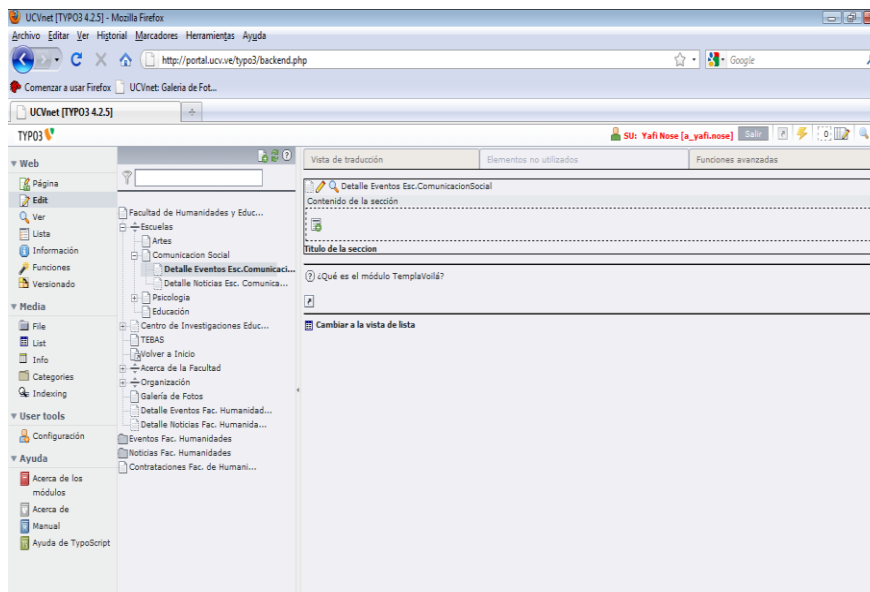 UCVnet [TYPO3 4.2.5] - Mozilla Firefox
Archivo Editar Ver Historial Marcadores Herramientas Ayuda
http://portal.ucv.ve/typo3/backend.php
Google
Comenzar a usar Firefox UCVnet: Galeria de Fot...
UCVnet [TYPO3 4.2.5]
TYPO3
SU: Yafi Nose [a_yafi.nose] Salir 0
Web
Página
Edit
Ver
Lista
Información
Funciones
Versionado
Media
File
List
Info
Categories
Indexing
User tools
Configuración
Ayuda
Acerca de los
módulos
Acerca de
Manual
Ayuda de TypoScript
Facultad de Humanidades y Educ...
Escuelas
Artes
Comunicacion Social
Detalle Eventos Esc.Comunicaci...
Detalle Noticias Esc. Comunica...
Psicologia
Educación
Centro de Investigaciones Educ...
TEBAS
Volver a Inicio
Acerca de la Facultad
Organización
Galería de Fotos
Detalle Eventos Fac. Humanidad...
Detalle Noticias Fac. Humanida...
Eventos Fac. Humanidades
Noticias Fac. Humanidades
Contrataciones Fac. de Humani...
Vista de traducción Elementos no utilizados Funciones avanzadas
Detalle Eventos Esc.ComunicacionSocial
Contenido de la sección
Titulo de la seccion
¿Qué es el módulo TemplaVoilá?
Cambiar a la vista de lista